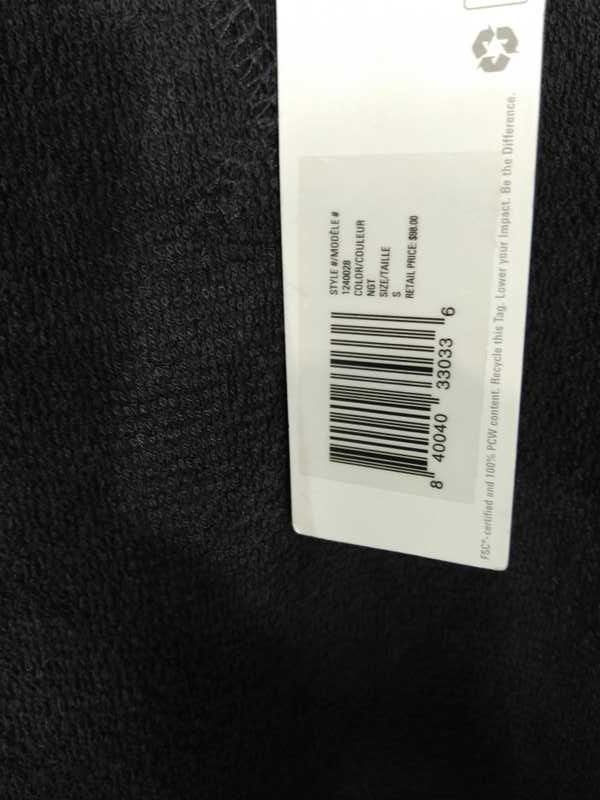 STYLE #/MODÈLE #
1240028
COLOR/COULEUR
NGT
SIZE/TAILLE
S
RETAIL PRICE: $98.00
8 40040 33033 6
FSC®-certified and 100% PCW content. Recycle this Tag. Lower your Impact. Be the Difference.